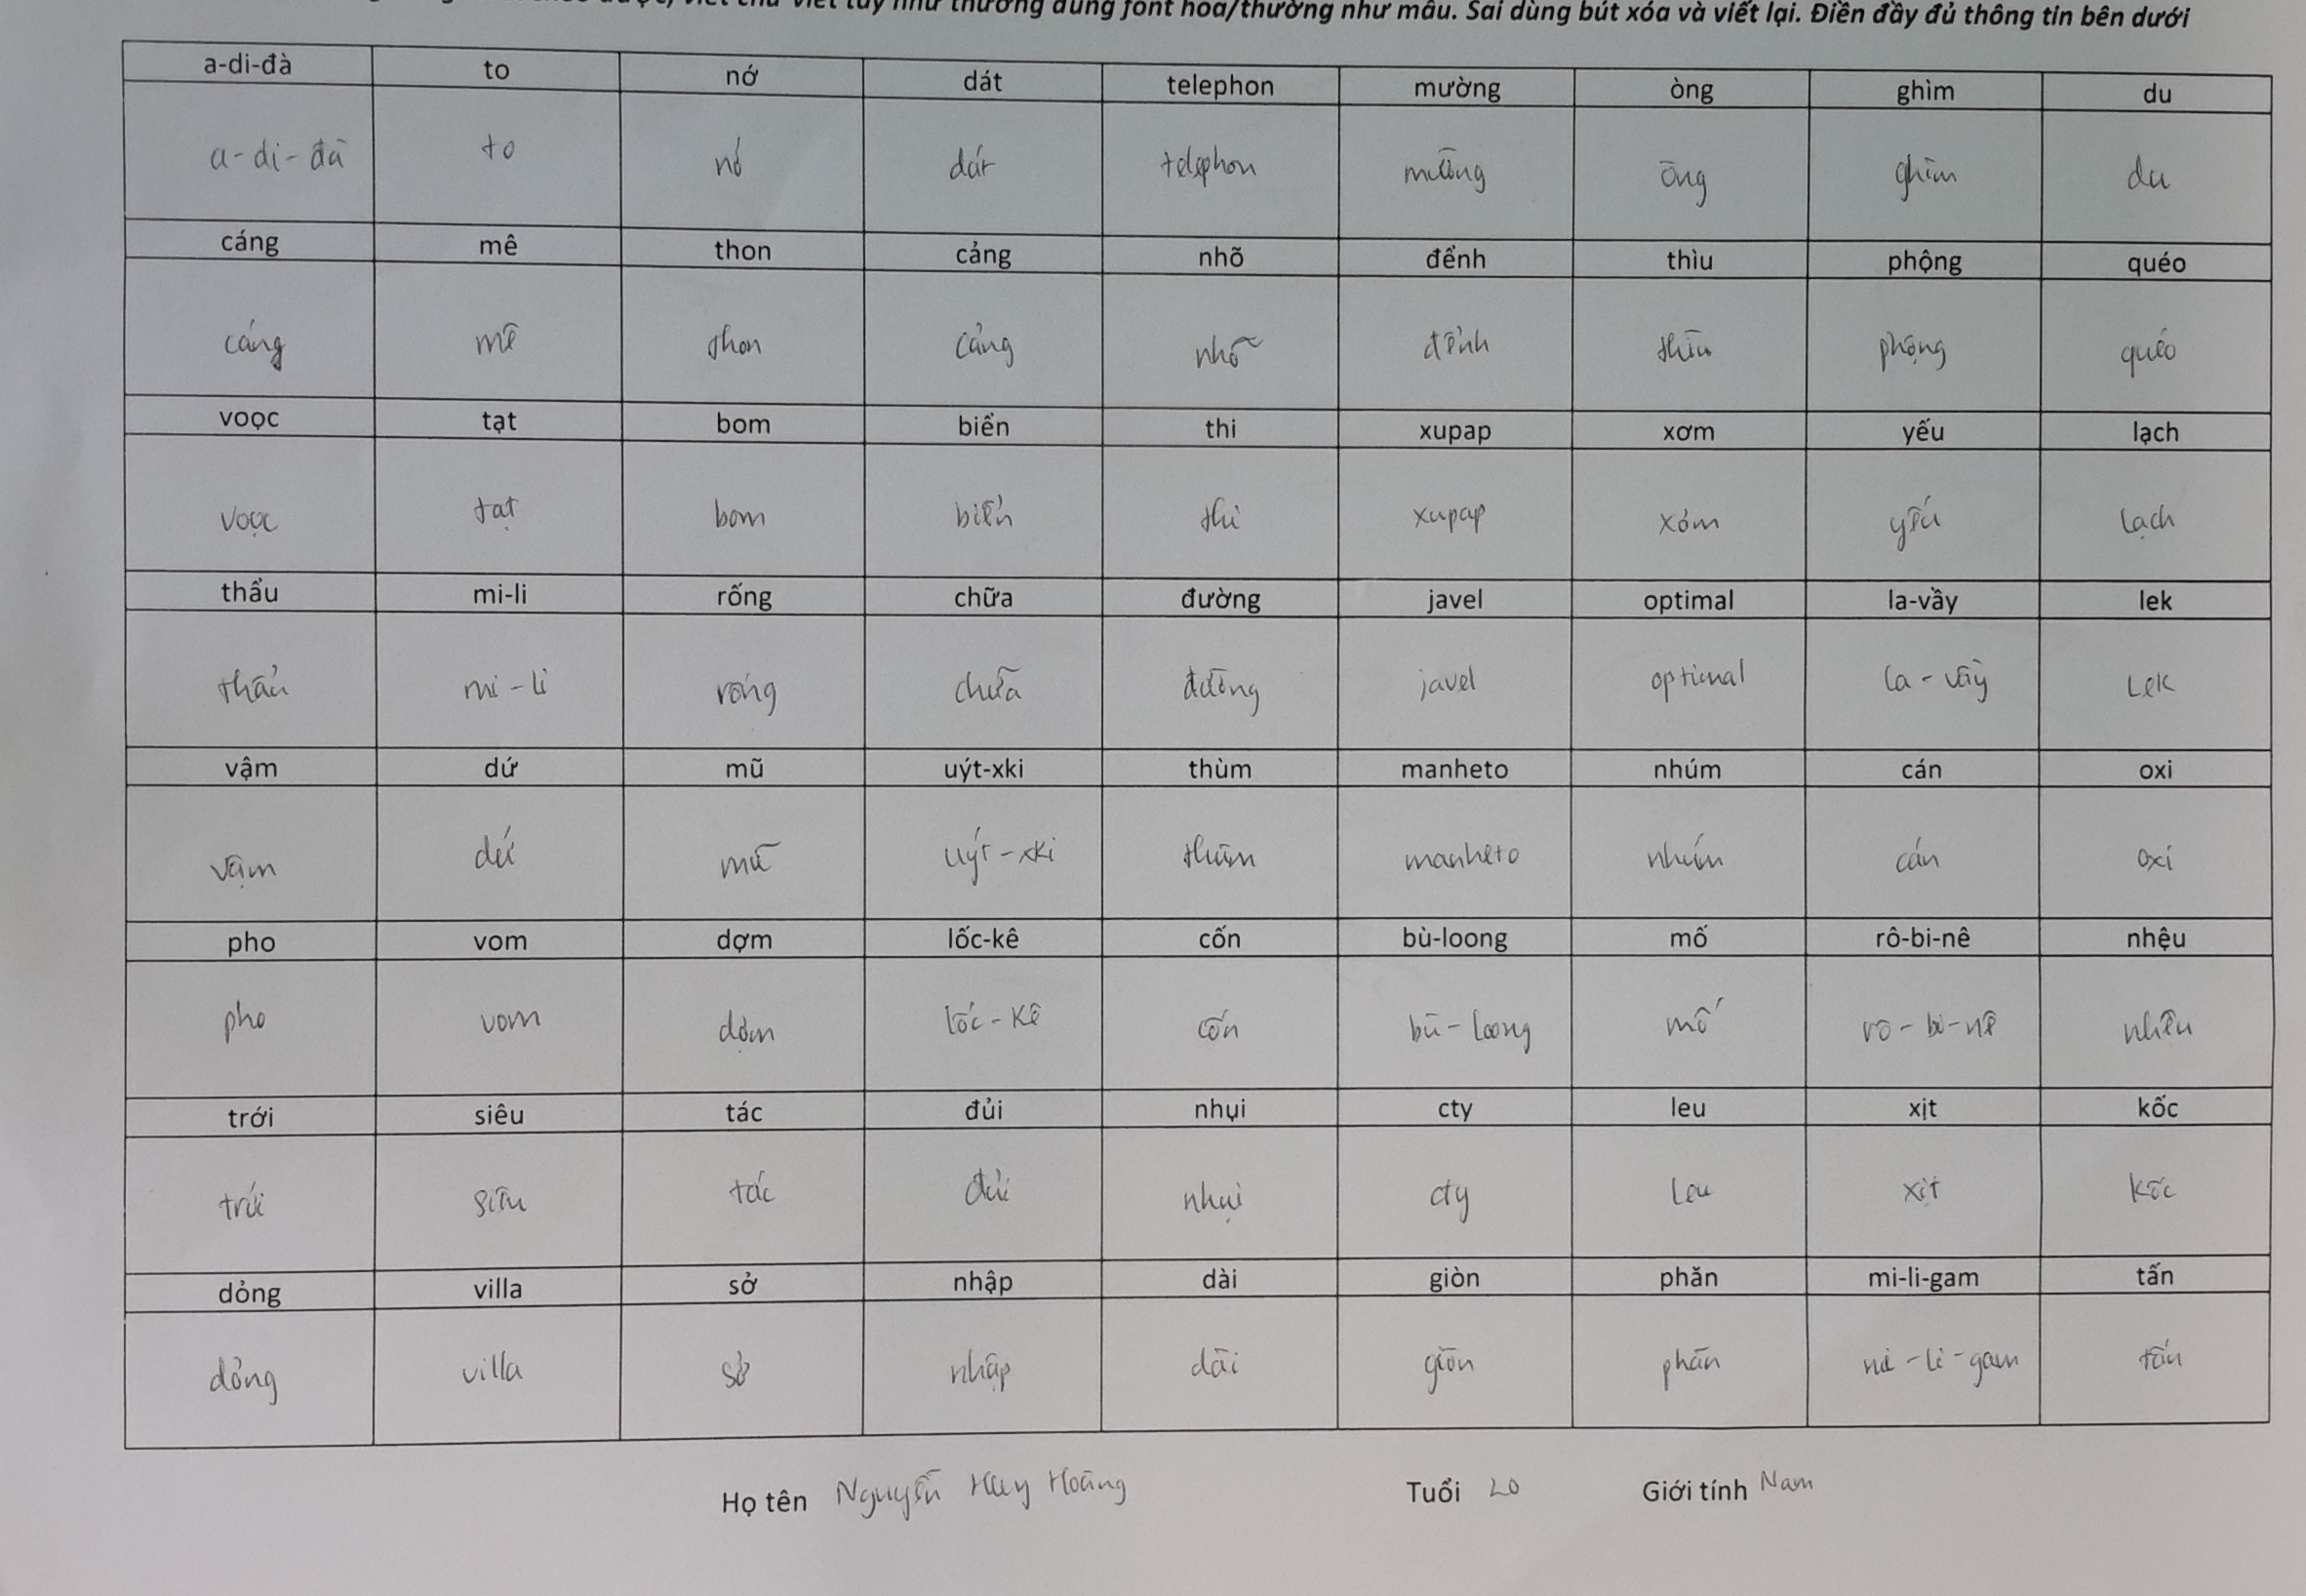 viết chữ viết tay như thường dùng font hoa/thường như mẫu. Sai dùng bút xóa và viết lại. Điền đầy đủ thông tin bên dưới
a-di-đà to nớ dát telephon mường òng ghìm du
a-di-đà to nớ dát telephon mường òng ghìm du
cáng mê thon cảng nhõ đểnh thìu phộng quéo
cáng mê thon cảng nhõ đểnh thìu phộng quéo
voọc tạt bom biển thi xupap xơm yếu lạch
voọc tạt bom biển thi xupap xơm yếu lạch
thẩu mi-li rống chữa đường javel optimal la-vầy lek
thẩu mi-li rống chữa đường javel optimal la-vầy lek
vậm dứ mũ uýt-xki thùm manheto nhúm cán oxi
vậm dứ mũ uýt-xki thùm manheto nhúm cán oxi
pho vom dợm lốc-kê cốn bù-loong mố rô-bi-nê nhệu
pho vom dợm lốc-kê cốn bù-loong mố rô-bi-nê nhệu
trới siêu tác đủi nhụi cty leu xịt kốc
trới siêu tác đủi nhụi cty leu xịt kốc
dỏng villa sở nhập dài giòn phăn mi-li-gam tấn
dỏng villa sở nhập dài giòn phăn mi-li-gam tấn
Họ tên Nguyễn Huy Hoàng Tuổi 20 Giới tính Nam